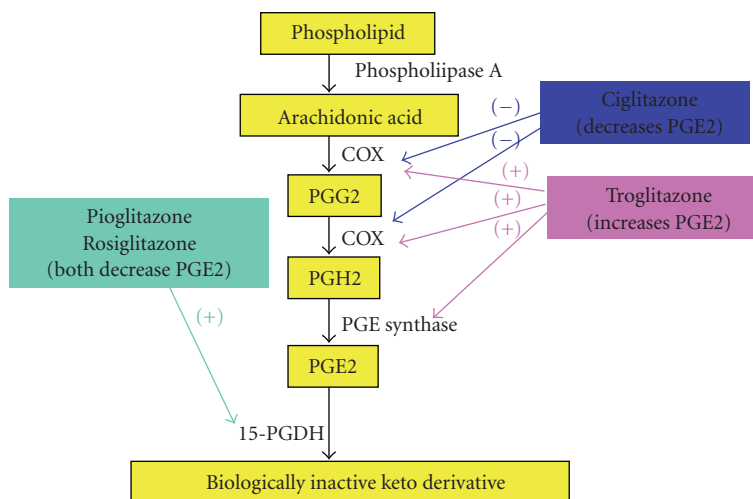 Phospholipid
Phospholiipase A
Arachidonic acid
(−)
Ciglitazone
(decreases PGE2)
(−)
COX
(+)
PGG2
(+)
Troglitazone
(increases PGE2)
(+)
Pioglitazone
Rosiglitazone
(both decrease PGE2)
COX
PGH2
(+)
PGE synthase
PGE2
15-PGDH
Biologically inactive keto derivative